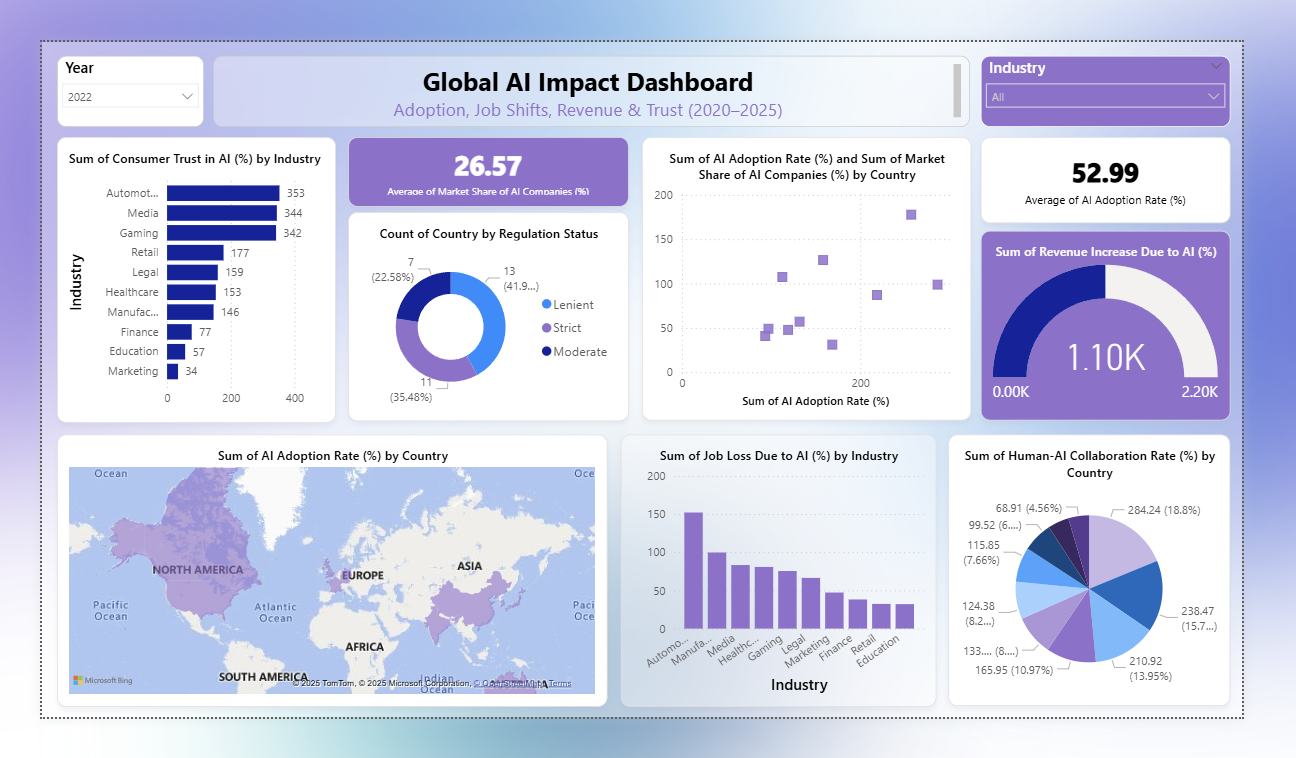 Year
2022
Global AI Impact Dashboard
Adoption, Job Shifts, Revenue & Trust (2020–2025)
Industry
All
Sum of Consumer Trust in AI (%) by Industry
Industry
Automot... 353
Media 344
Gaming 342
Retail 177
Legal 159
Healthcare 153
Manufac... 146
Finance 77
Education 57
Marketing 34
0 200 400
26.57
Average of Market Share of AI Companies (%)
Count of Country by Regulation Status
7
(22.58%)
13
(41.9...)
11
(35.48%)
Lenient
Strict
Moderate
Sum of AI Adoption Rate (%) and Sum of Market
Share of AI Companies (%) by Country
200
150
100
50
0
0 200
Sum of AI Adoption Rate (%)
52.99
Average of AI Adoption Rate (%)
Sum of Revenue Increase Due to AI (%)
1.10K
0.00K 2.20K
Sum of AI Adoption Rate (%) by Country
Ocean
Oce
NORTH AMERICA
EUROPE
ASIA
Pacific
Ocean
Atlantic
Ocean
Paci
Oce
AFRICA
SOUTH AMERICA
Indian
Ocean
Microsoft Bing
© 2025 TomTom, © 2025 Microsoft Corporation, © OpenStreetMap Terms
Sum of Job Loss Due to AI (%) by Industry
200
150
100
50
0
Automo... Manufa... Media Healthc... Gaming Legal Marketing Finance Retail Education
Industry
Sum of Human-AI Collaboration Rate (%) by
Country
68.91 (4.56%)
284.24 (18.8%)
99.52 (6....)
115.85
(7.66%)
124.38
(8.2...)
133.... (8....)
165.95 (10.97%)
238.47
(15.7...)
210.92
(13.95%)